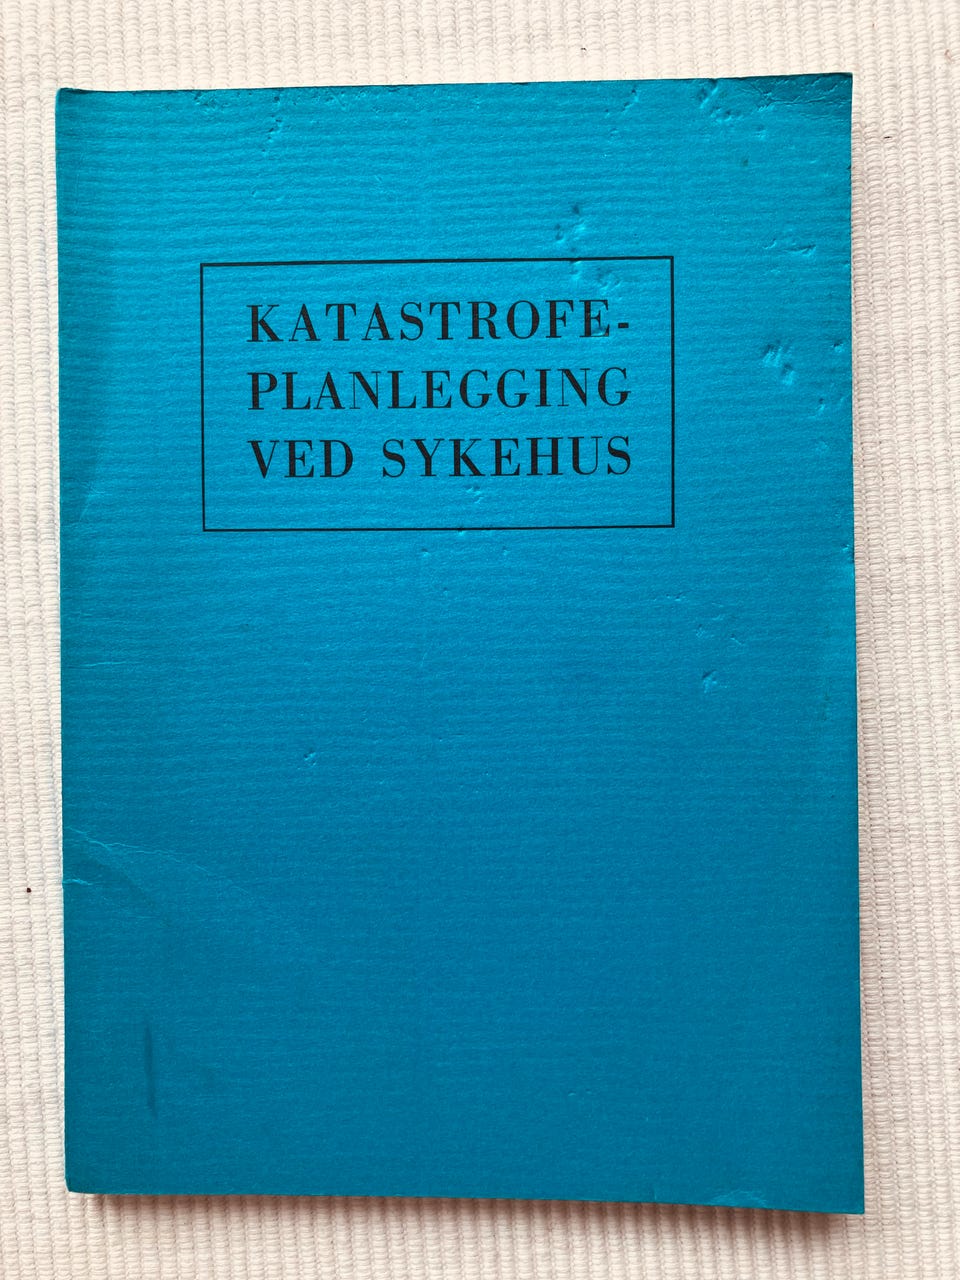 KATASTROFE-
PLANLEGGING
VED SYKEHUS